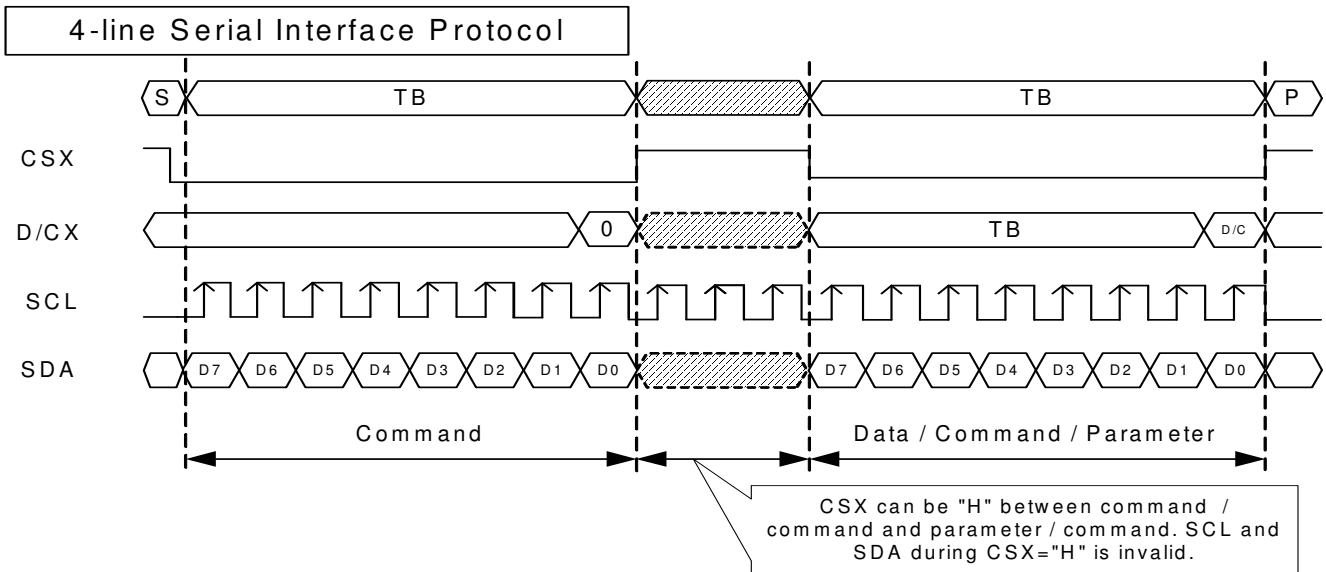 4-line Serial Interface Protocol
S TB TB P
CSX
D/CX 0 TB D/C
SCL
SDA D7 D6 D5 D4 D3 D2 D1 D0 D7 D6 D5 D4 D3 D2 D1 D0
Command Data / Command / Parameter
CSX can be "H" between command /
command and parameter / command. SCL and
SDA during CSX="H" is invalid.